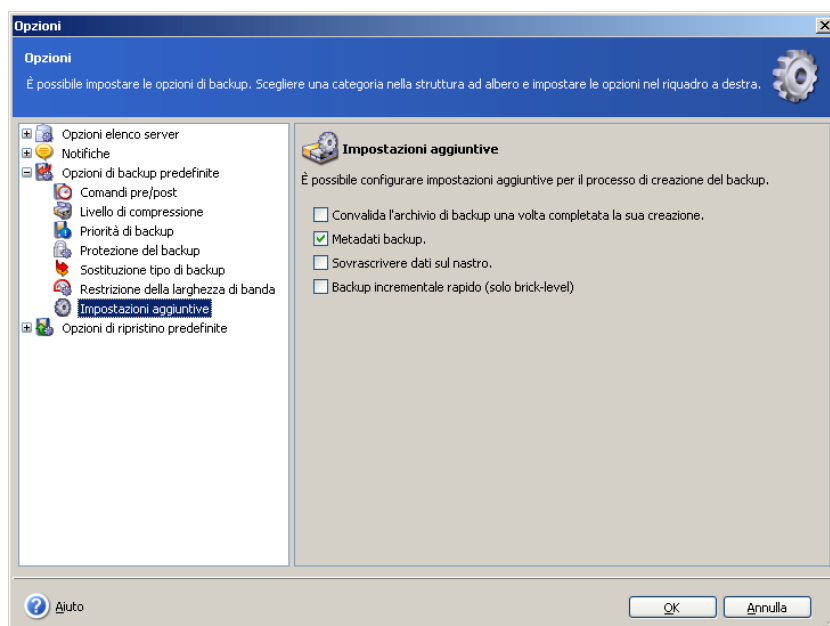 Opzioni
Opzioni
È possibile impostare le opzioni di backup. Scegliere una categoria nella struttura ad albero e impostare le opzioni nel riquadro a destra.
Opzioni elenco server
Notifiche
Opzioni di backup predefinite
Comandi pre/post
Livello di compressione
Priorità di backup
Protezione del backup
Sostituzione tipo di backup
Restrizione della larghezza di banda
Impostazioni aggiuntive
Opzioni di ripristino predefinite
Impostazioni aggiuntive
È possibile configurare impostazioni aggiuntive per il processo di creazione del backup.
Convalida l'archivio di backup una volta completata la sua creazione.
Metadati backup.
Sovrascrivere dati sul nastro.
Backup incrementale rapido (solo brick-level)
Aiuto
OK
Annulla